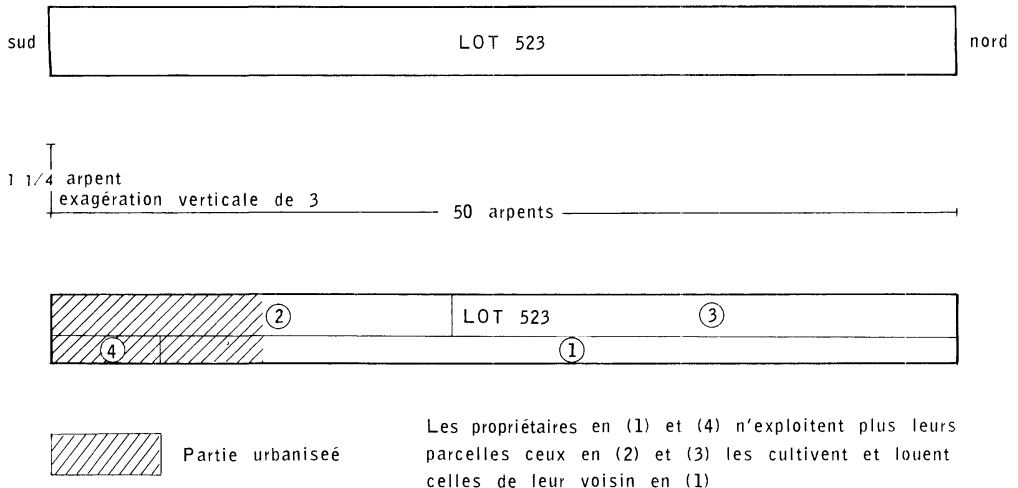 sud LOT 523 nord
1 1/4 arpent
exagération verticale de 3
50 arpents
2 LOT 523 3
4 1
Partie urbaniseé
Les propriétaires en (1) et (4) n'exploitent plus leurs
parcelles ceux en (2) et (3) les cultivent et louent
celles de leur voisin en (1)